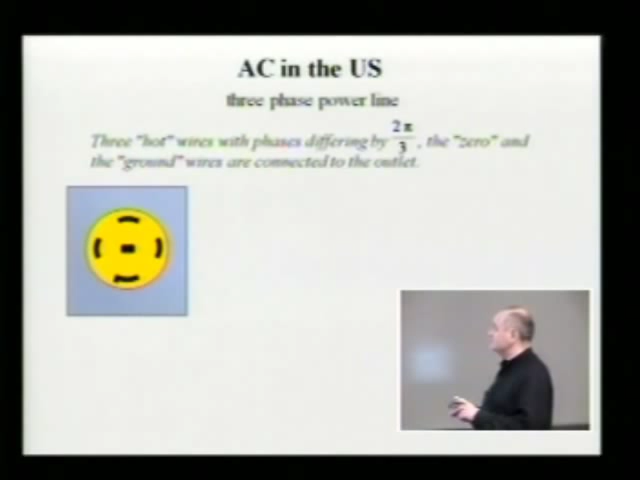 AC in the US
three phase power line
Three "hot" wires with phases differing by 2π/3, the "zero" and
the "ground" wires are connected to the outlet.